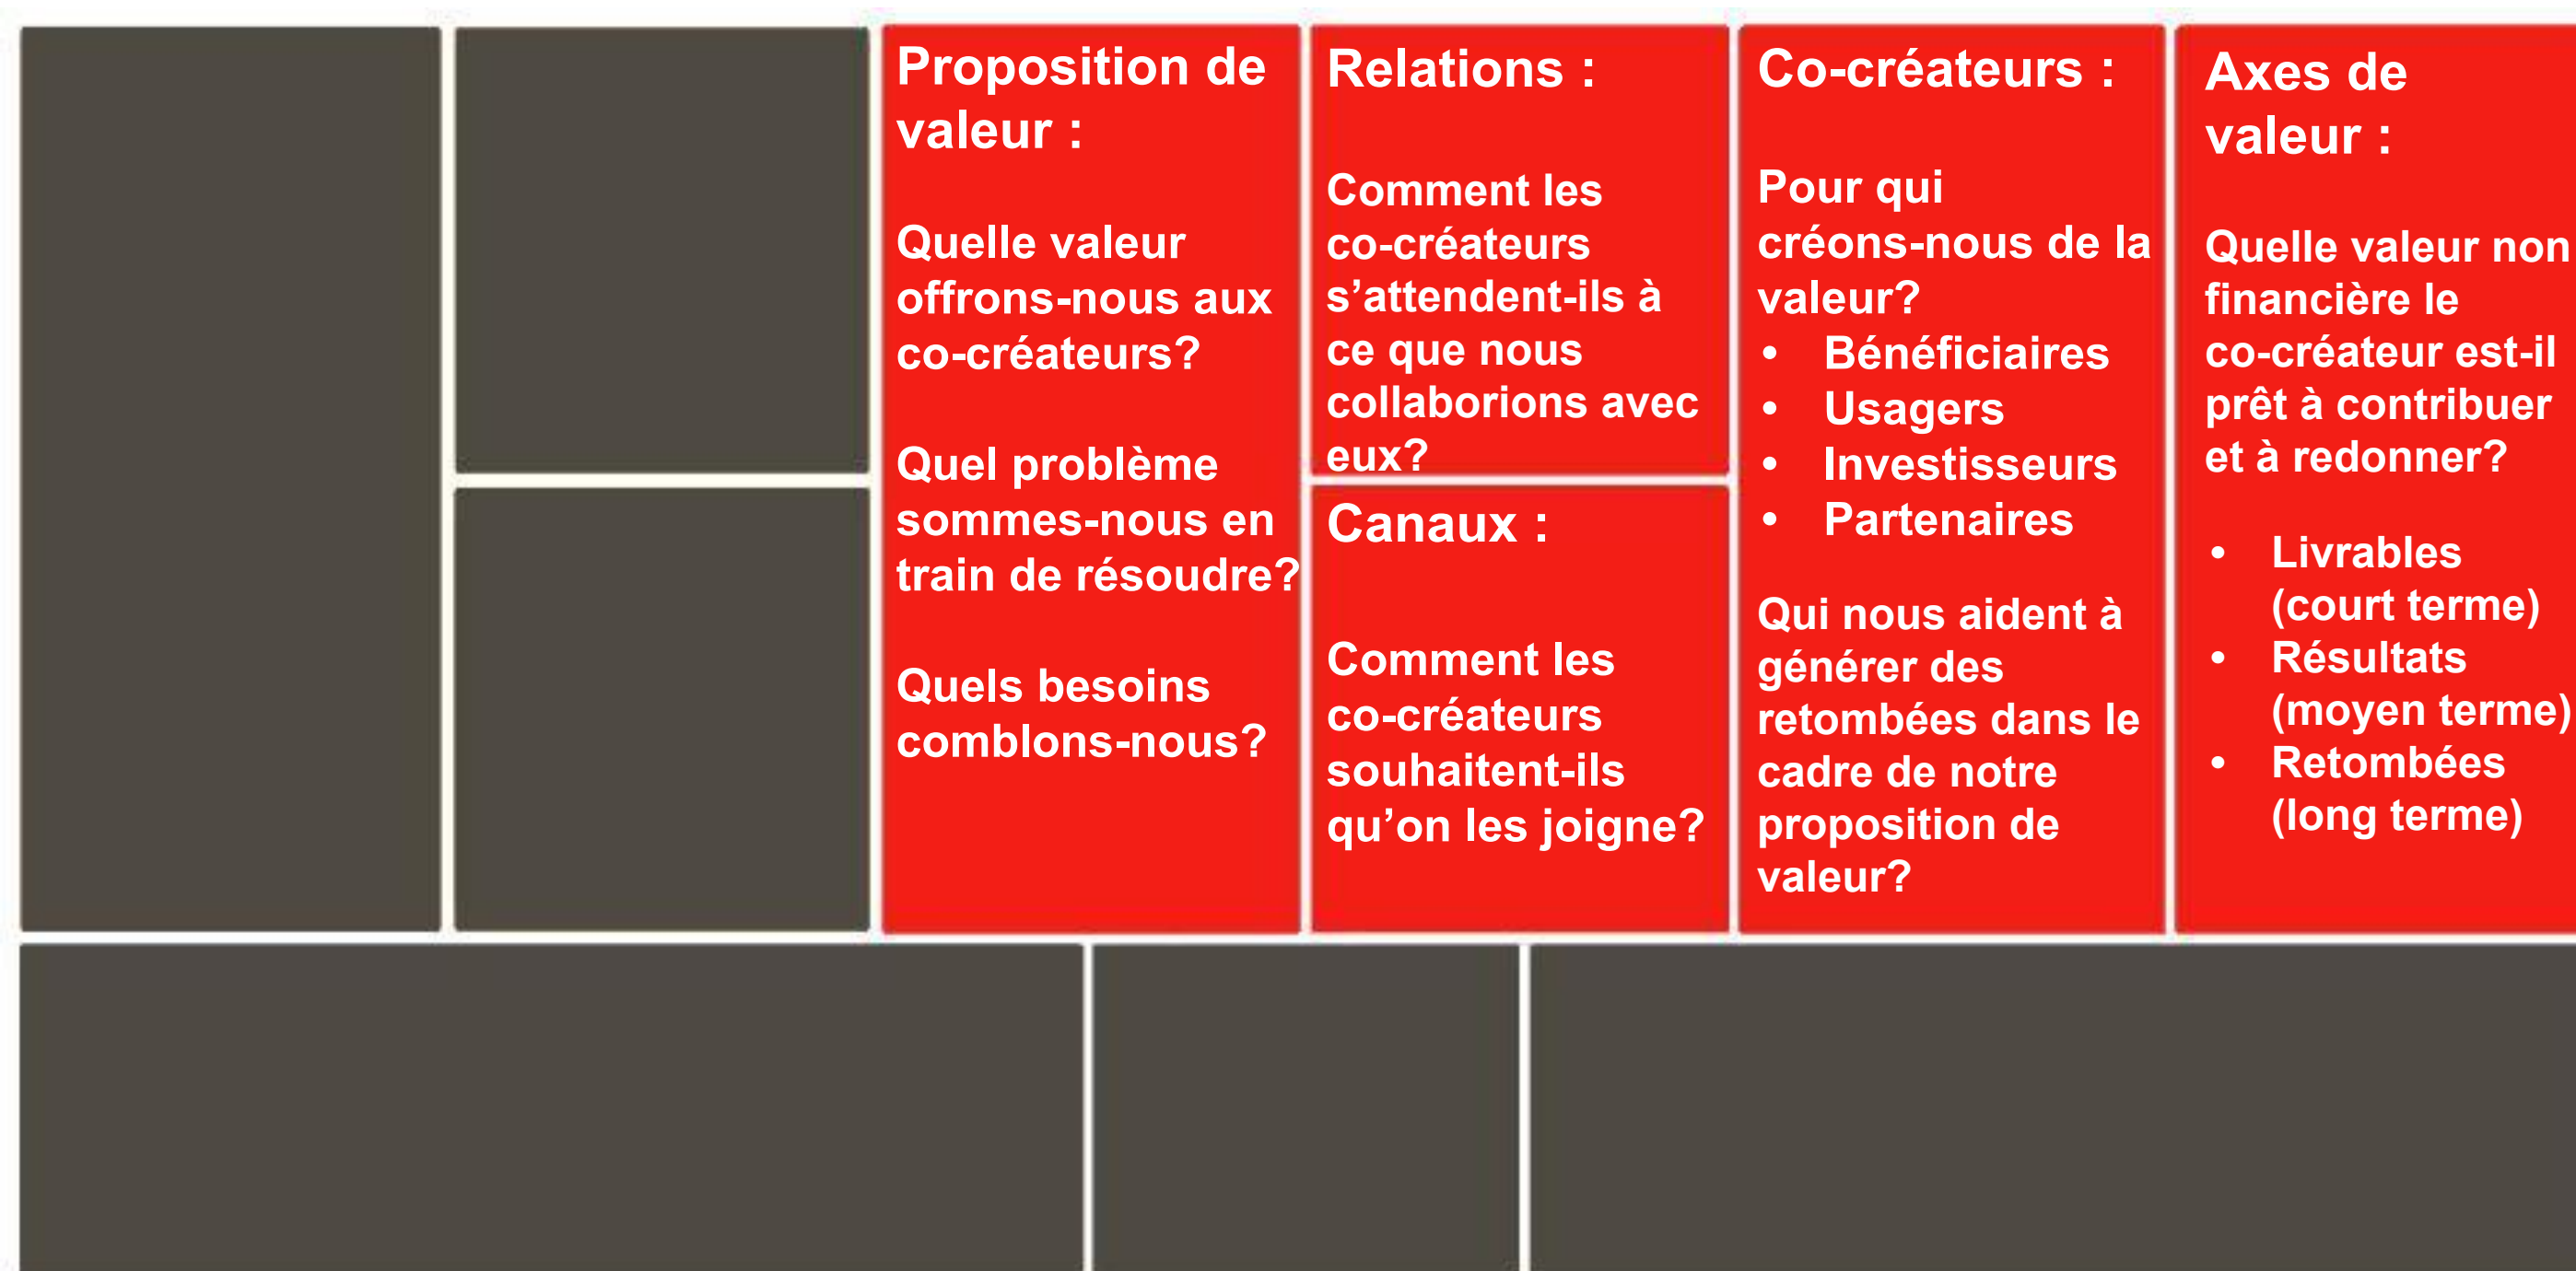 Proposition de
valeur :
Quelle valeur
offrons-nous aux
co-créateurs?
Quel problème
sommes-nous en
train de résoudre?
Quels besoins
comblons-nous?
Relations :
Comment les
co-créateurs
s’attendent-ils à
ce que nous
collaborions avec
eux?
Canaux :
Comment les
co-créateurs
souhaitent-ils
qu’on les joigne?
Co-créateurs :
Pour qui
créons-nous de la
valeur?
• Bénéficiaires
• Usagers
• Investisseurs
• Partenaires
Qui nous aident à
générer des
retombées dans le
cadre de notre
proposition de
valeur?
Axes de
valeur :
Quelle valeur non
financière le
co-créateur est-il
prêt à contribuer
et à redonner?
• Livrables
(court terme)
• Résultats
(moyen terme)
• Retombées
(long terme)